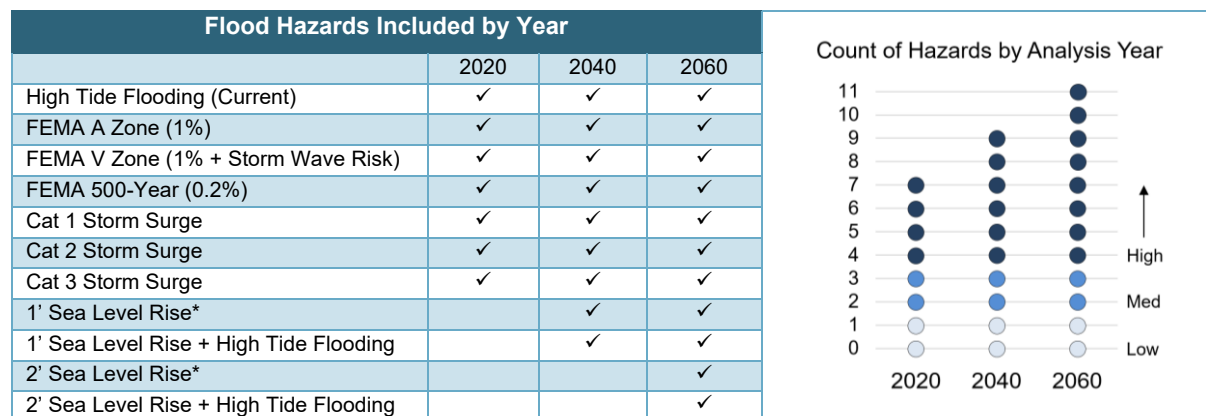 Flood Hazards Included by Year
2020 2040 2060
High Tide Flooding (Current) ✓ ✓ ✓
FEMA A Zone (1%) ✓ ✓ ✓
FEMA V Zone (1% + Storm Wave Risk) ✓ ✓ ✓
FEMA 500-Year (0.2%) ✓ ✓ ✓
Cat 1 Storm Surge ✓ ✓ ✓
Cat 2 Storm Surge ✓ ✓ ✓
Cat 3 Storm Surge ✓ ✓ ✓
1’ Sea Level Rise* ✓ ✓
1’ Sea Level Rise + High Tide Flooding ✓ ✓
2’ Sea Level Rise* ✓
2’ Sea Level Rise + High Tide Flooding ✓
Count of Hazards by Analysis Year
11
10
9
8
7
6
5
4 High
3
2 Med
1
0 Low
2020 2040 2060